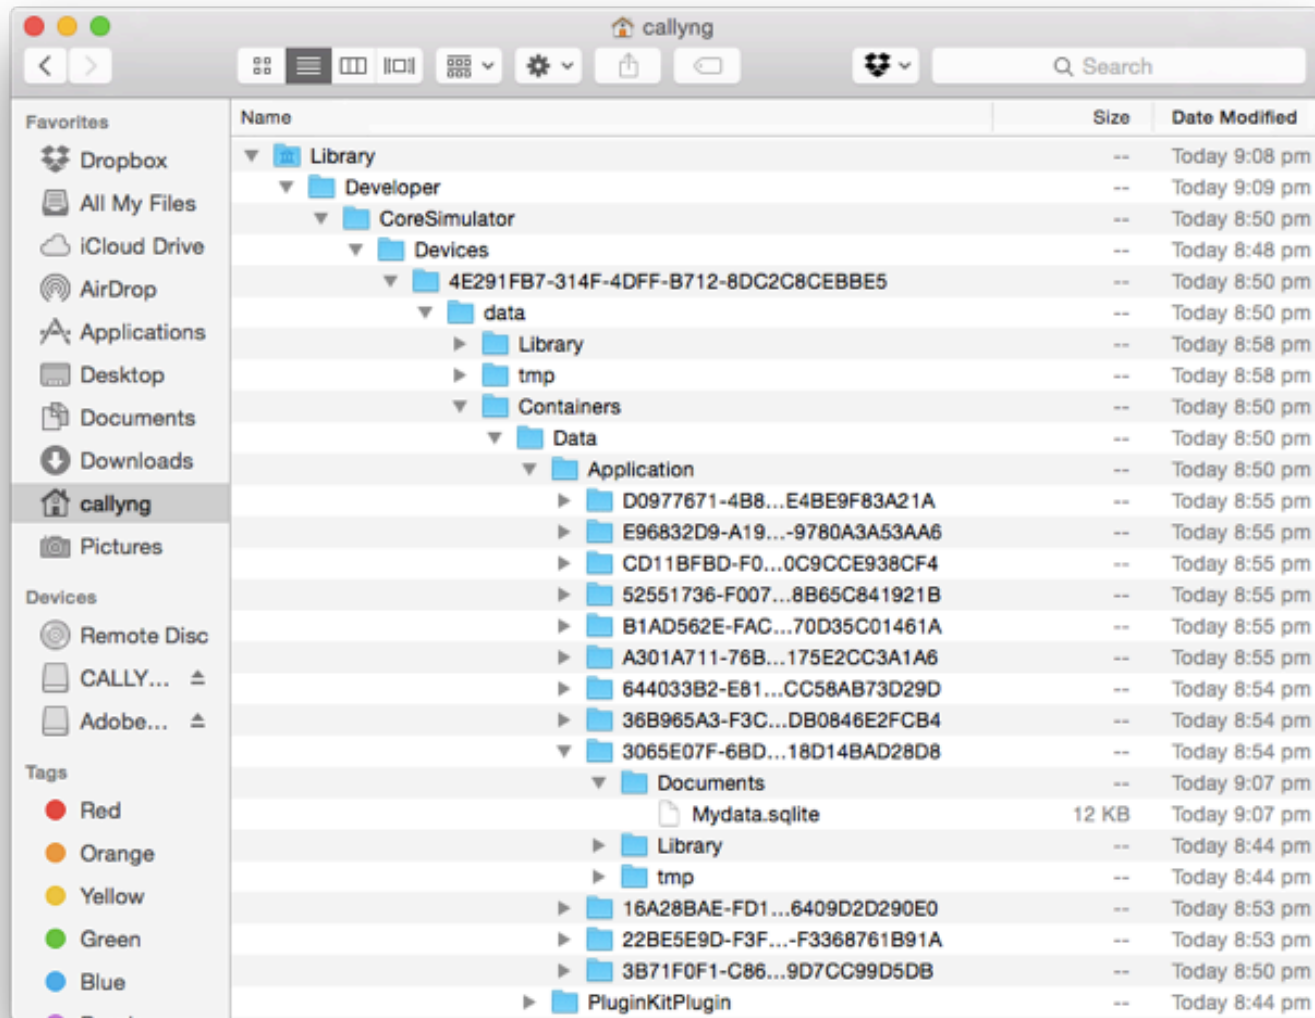 callyng
Search
Favorites
Dropbox
All My Files
iCloud Drive
AirDrop
Applications
Desktop
Documents
Downloads
callyng
Pictures
Devices
Remote Disc
CALLY...
Adobe...
Tags
Red
Orange
Yellow
Green
Blue
Name Size Date Modified
Library -- Today 9:08 pm
Developer -- Today 9:09 pm
CoreSimulator -- Today 8:50 pm
Devices -- Today 8:48 pm
4E291FB7-314F-4DFF-B712-8DC2C8CEBBE5 -- Today 8:50 pm
data -- Today 8:50 pm
Library -- Today 8:58 pm
tmp -- Today 8:58 pm
Containers -- Today 8:50 pm
Data -- Today 8:50 pm
Application -- Today 8:50 pm
D0977671-4B8...E4BE9F83A21A -- Today 8:55 pm
E96832D9-A19...-9780A3A53AA6 -- Today 8:55 pm
CD11BFBD-F0...0C9CCE938CF4 -- Today 8:55 pm
52551736-F007...8B65C841921B -- Today 8:55 pm
B1AD562E-FAC...70D35C01461A -- Today 8:55 pm
A301A711-76B...175E2CC3A1A6 -- Today 8:55 pm
644033B2-E81...CC58AB73D29D -- Today 8:54 pm
36B965A3-F3C...DB0846E2FCB4 -- Today 8:54 pm
3065E07F-6BD...18D14BAD28D8 -- Today 8:54 pm
Documents -- Today 9:07 pm
Mydata.sqlite 12 KB Today 9:07 pm
Library -- Today 8:44 pm
tmp -- Today 8:44 pm
16A28BAE-FD1...6409D2D290E0 -- Today 8:53 pm
22BE5E9D-F3F...-F3368761B91A -- Today 8:53 pm
3B71F0F1-C86...9D7CC99D5DB -- Today 8:50 pm
PluginKitPlugin -- Today 8:44 pm